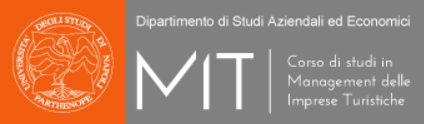 UNIVERSITÀ DEGLI STUDI DI NAPOLI
PARTHENOPE
Dipartimento di Studi Aziendali ed Economici
MIT
Corso di studi in
Management delle
Imprese Turistiche